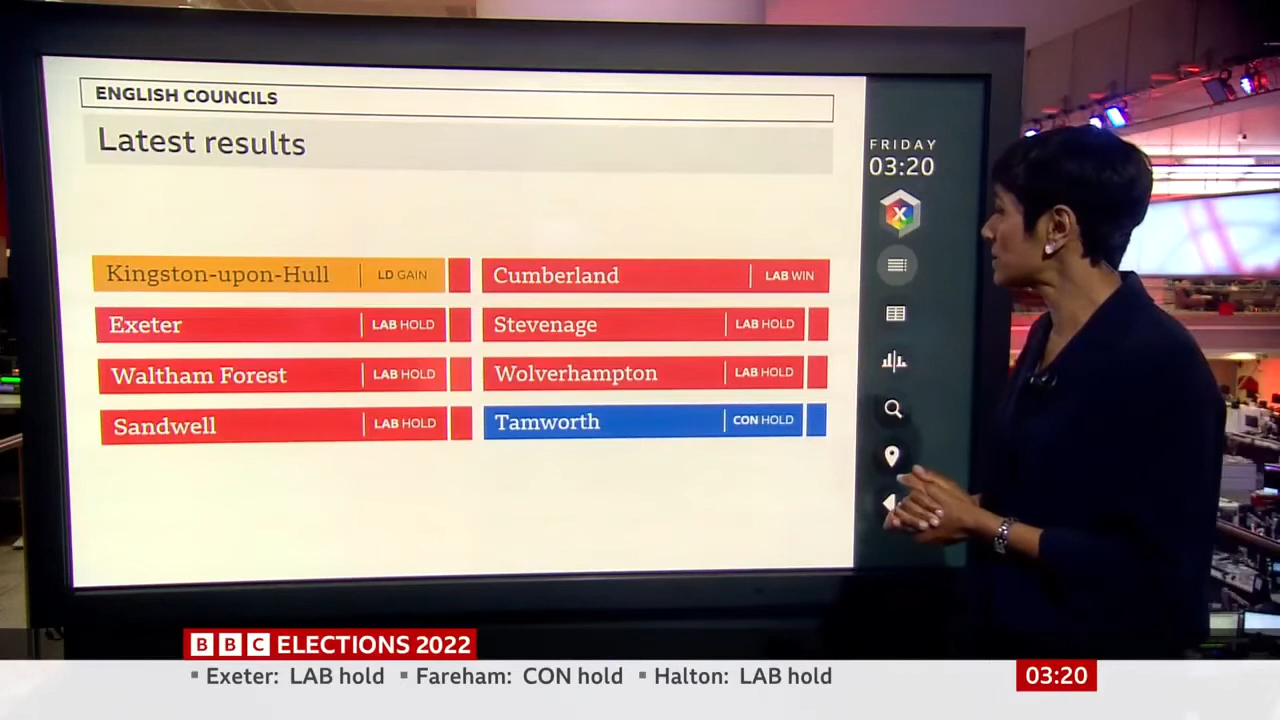 ENGLISH COUNCILS
Latest results
FRIDAY
03:20
X
Kingston-upon-Hull LD GAIN
Cumberland LAB WIN
Exeter LAB HOLD
Stevenage LAB HOLD
Waltham Forest LAB HOLD
Wolverhampton LAB HOLD
Sandwell LAB HOLD
Tamworth CON HOLD
BBC ELECTIONS 2022
Exeter: LAB hold ▪ Fareham: CON hold ▪ Halton: LAB hold
03:20